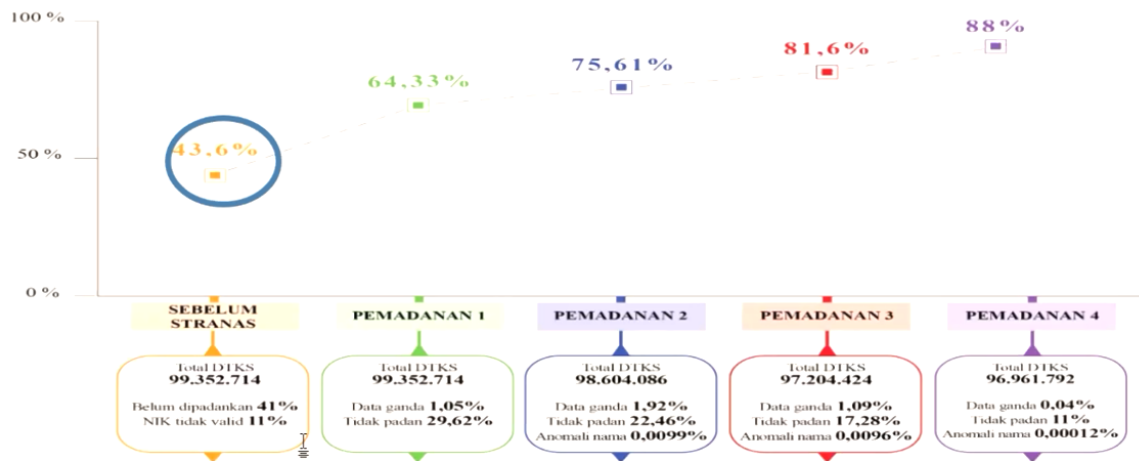 100 %
88%
81,6%
75,61%
64,33%
50 %
43,6%
0 %
SEBELUM
STRANAS
PEMADANAN 1
PEMADANAN 2
PEMADANAN 3
PEMADANAN 4
Total DTKS
99.352.714
Belum dipadankan 41%
NIK tidak valid 11%
Total DTKS
99.352.714
Data ganda 1,05%
Tidak padan 29,62%
Total DTKS
98.604.086
Data ganda 1,92%
Tidak padan 22,46%
Anomali nama 0,0099%
Total DTKS
97.204.424
Data ganda 1,09%
Tidak padan 17,28%
Anomali nama 0,0096%
Total DTKS
96.961.792
Data ganda 0,04%
Tidak padan 11%
Anomali nama 0,00012%